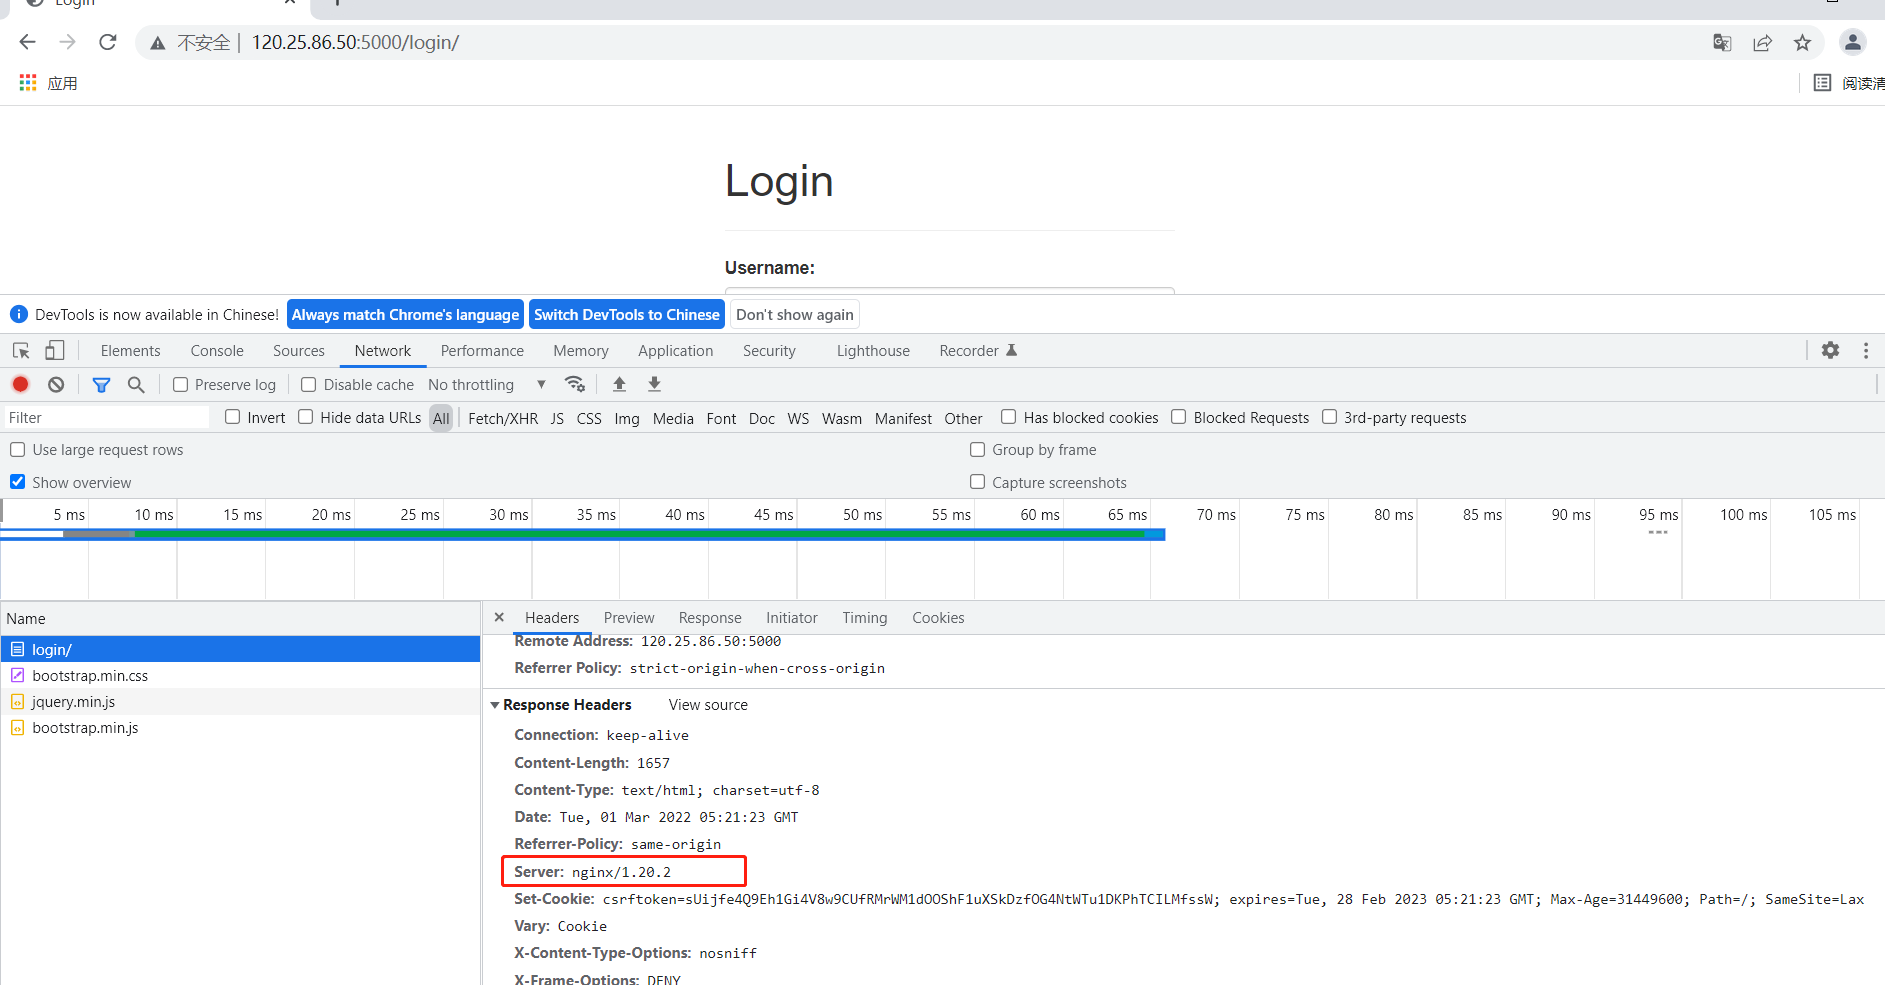 Login
不安全 | 120.25.86.50:5000/login/
应用
阅读清
Login
Username:
DevTools is now available in Chinese! Always match Chrome's language Switch DevTools to Chinese Don't show again
Elements Console Sources Network Performance Memory Application Security Lighthouse Recorder
Preserve log Disable cache No throttling
Filter Invert Hide data URLs All Fetch/XHR JS CSS Img Media Font Doc WS Wasm Manifest Other Has blocked cookies Blocked Requests 3rd-party requests
Use large request rows Group by frame
Show overview Capture screenshots
5 ms 10 ms 15 ms 20 ms 25 ms 30 ms 35 ms 40 ms 45 ms 50 ms 55 ms 60 ms 65 ms 70 ms 75 ms 80 ms 85 ms 90 ms 95 ms 100 ms 105 ms
Name
login/
bootstrap.min.css
jquery.min.js
bootstrap.min.js
Headers Preview Response Initiator Timing Cookies
Remote Address: 120.25.86.50:5000
Referrer Policy: strict-origin-when-cross-origin
Response Headers View source
Connection: keep-alive
Content-Length: 1657
Content-Type: text/html; charset=utf-8
Date: Tue, 01 Mar 2022 05:21:23 GMT
Referrer-Policy: same-origin
Server: nginx/1.20.2
Set-Cookie: csrftoken=sUijfe4Q9Eh1Gi4V8w9CUfRMrWM1dOOShF1uXSkDzfOG4NtWTu1DKPhTCILMfssW; expires=Tue, 28 Feb 2023 05:21:23 GMT; Max-Age=31449600; Path=/; SameSite=Lax
Vary: Cookie
X-Content-Type-Options: nosniff
X-Frame-Options: DENY